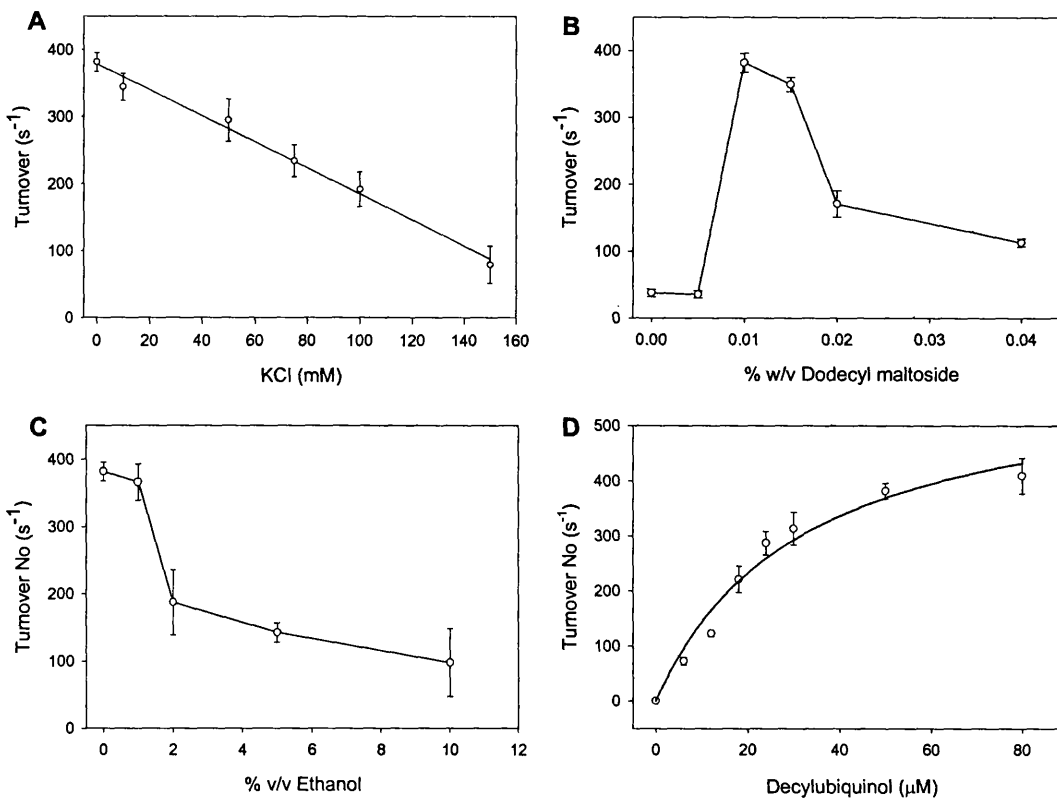 A
Turnover (s⁻¹)
400
300
200
100
0
0 20 40 60 80 100 120 140 160
KCl (mM)
B
Turnover (s⁻¹)
400
300
200
100
0
0.00 0.01 0.02 0.03 0.04
% w/v Dodecyl maltoside
C
Turnover No (s⁻¹)
400
300
200
100
0
0 2 4 6 8 10 12
% v/v Ethanol
D
Turnover No (s⁻¹)
500
400
300
200
100
0
0 20 40 60 80
Decylubiquinol (μM)